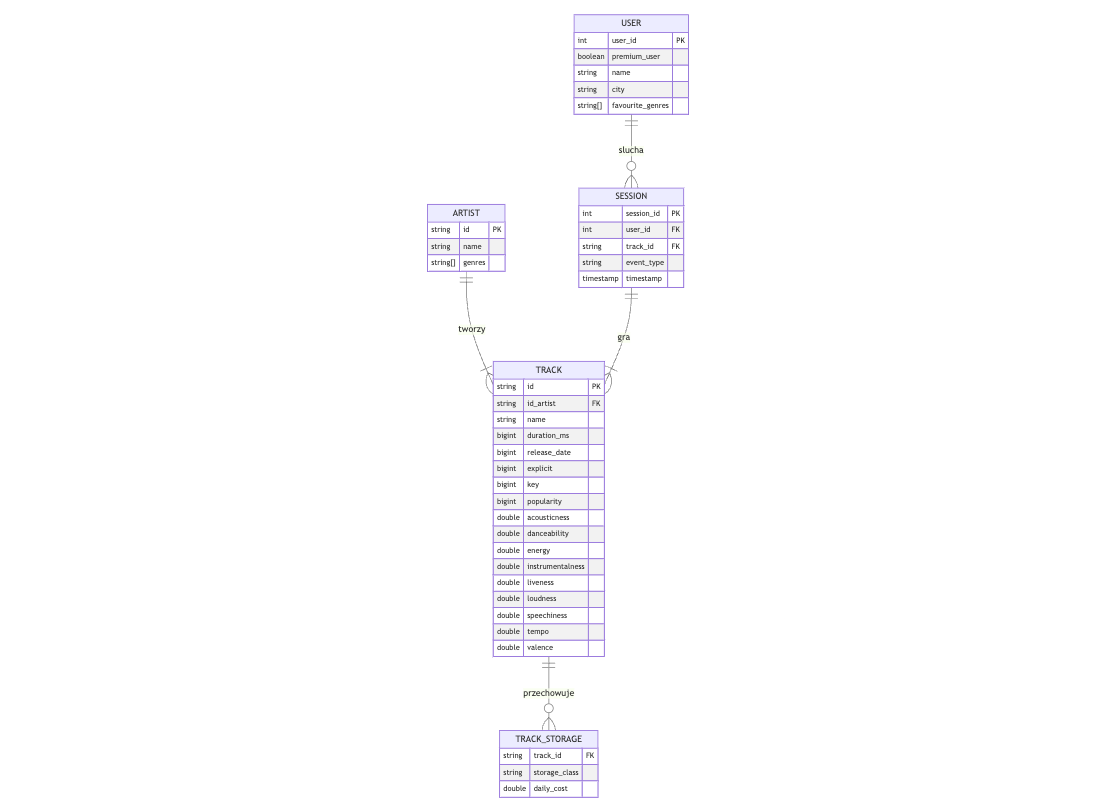 USER
int user_id PK
boolean premium_user
string name
string city
string[] favourite_genres
slucha
SESSION
int session_id PK
int user_id FK
string track_id FK
string event_type
timestamp timestamp
ARTIST
string id PK
string name
string[] genres
tworzy
gra
TRACK
string id PK
string id_artist FK
string name
bigint duration_ms
bigint release_date
bigint explicit
bigint key
bigint popularity
double acousticness
double danceability
double energy
double instrumentalness
double liveness
double loudness
double speechiness
double tempo
double valence
przechowuje
TRACK_STORAGE
string track_id FK
string storage_class
double daily_cost